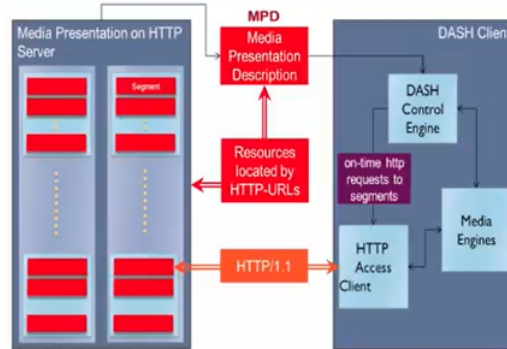 MPD
Media Presentation on HTTP
Server
Segment
Media
Presentation
Description
DASH Client
DASH
Control
Engine
Resources
located by
HTTP-URLs
on-time http
requests to
segments
Media
Engines
HTTP/1.1
HTTP
Access
Client